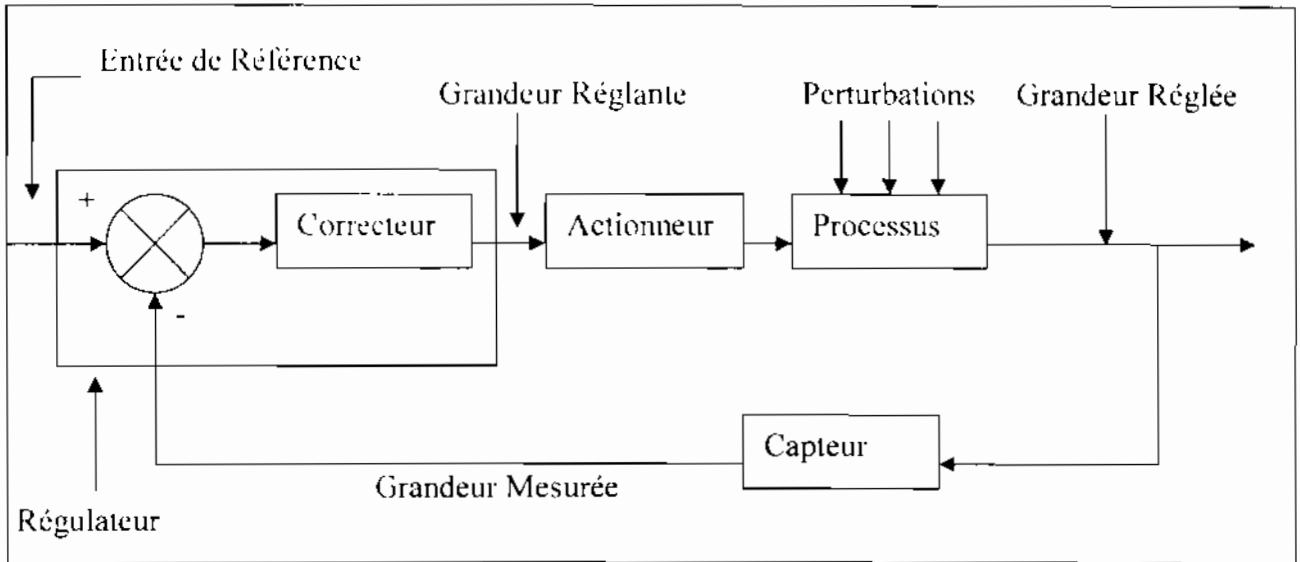 Entrée de Référence
Grandeur Réglante
Perturbations
Grandeur Réglée
+
Correcteur
Actionneur
Processus
-
Capteur
Grandeur Mesurée
Régulateur